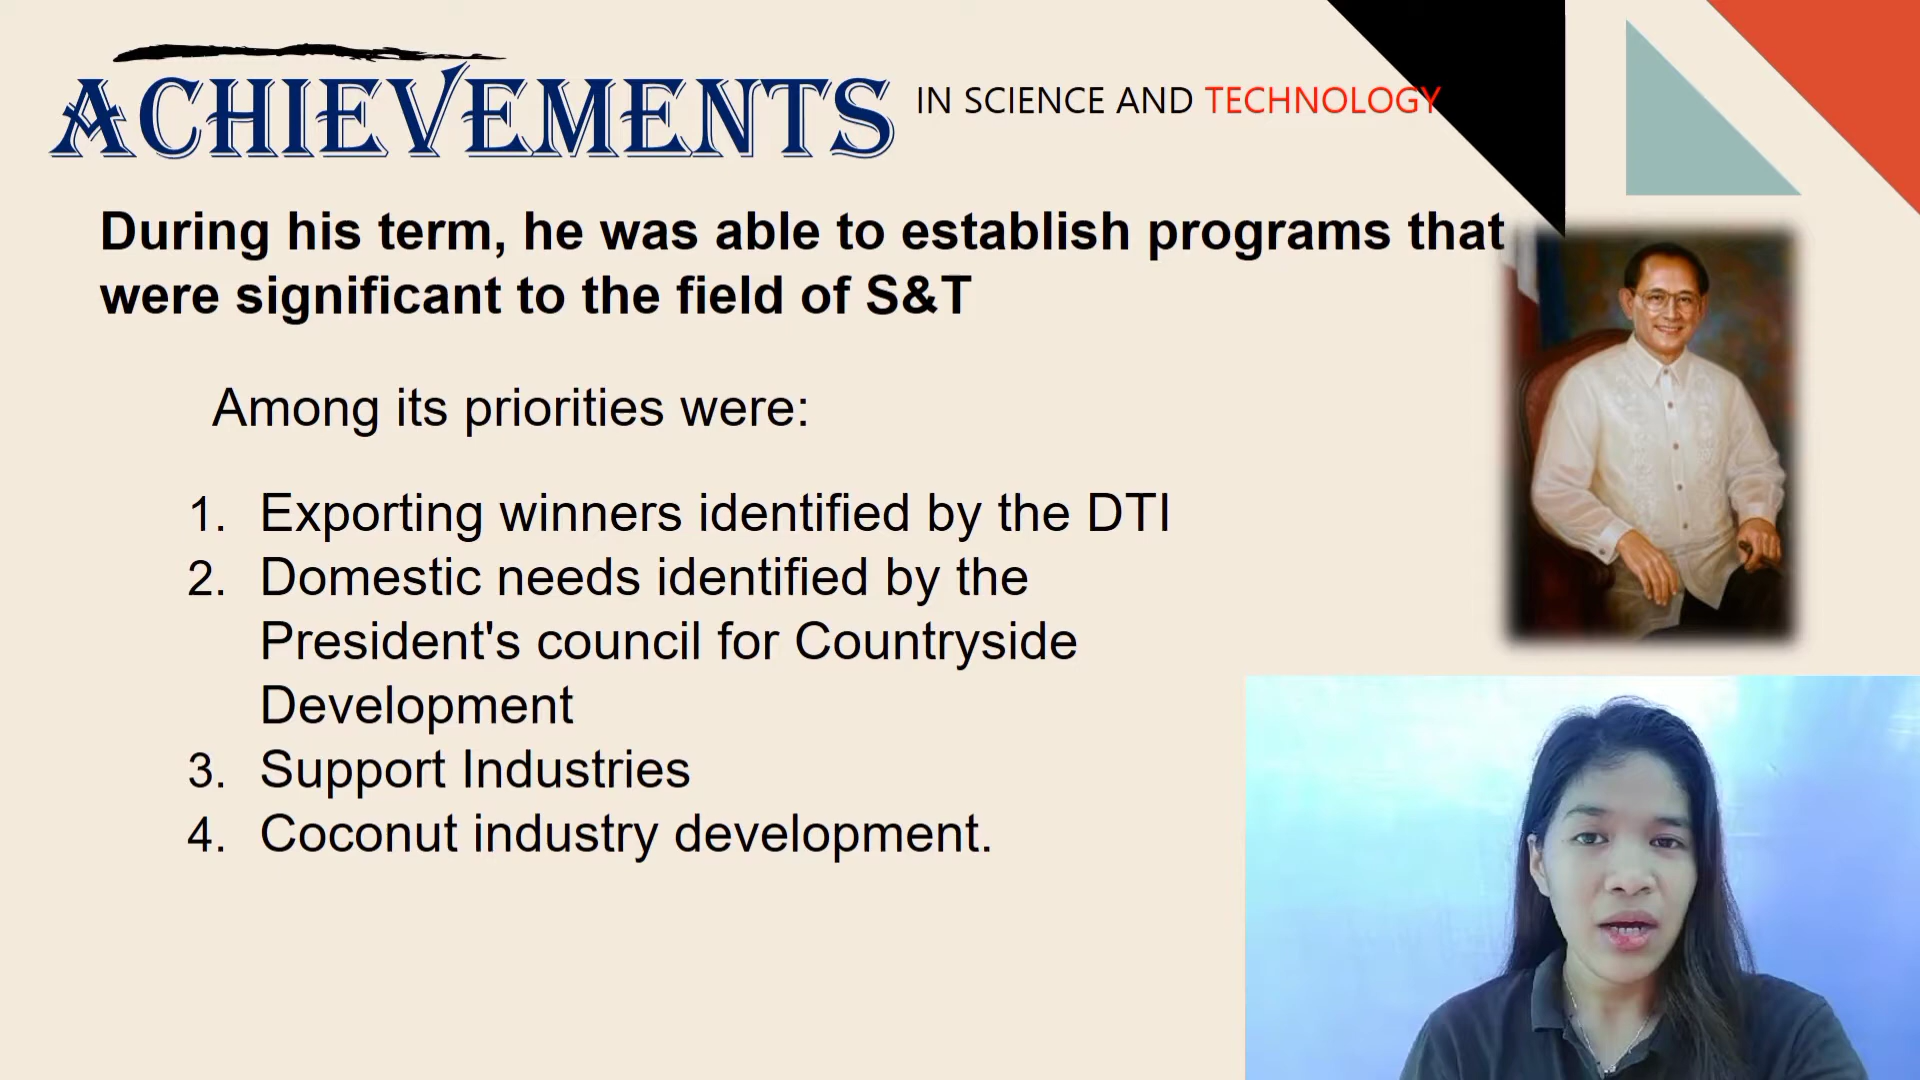 ACHIEVEMENTS IN SCIENCE AND TECHNOLOGY
During his term, he was able to establish programs that
were significant to the field of S&T
Among its priorities were:
1. Exporting winners identified by the DTI
2. Domestic needs identified by the
President's council for Countryside
Development
3. Support Industries
4. Coconut industry development.